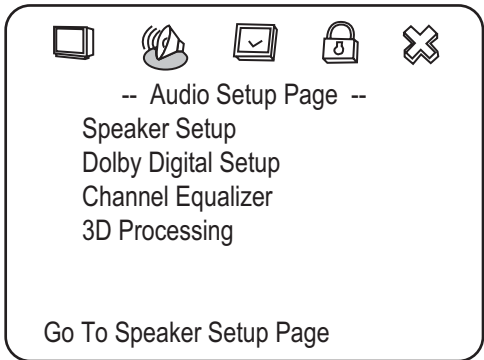 -- Audio Setup Page --
Speaker Setup
Dolby Digital Setup
Channel Equalizer
3D Processing
Go To Speaker Setup Page